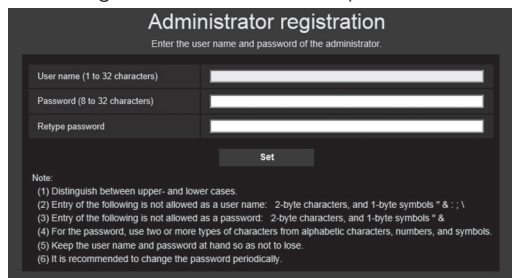 Administrator registration
Enter the user name and password of the administrator.
User name (1 to 32 characters)
Password (8 to 32 characters)
Retype password
Set
Note:
(1) Distinguish between upper- and lower cases.
(2) Entry of the following is not allowed as a user name: 2-byte characters, and 1-byte symbols " & : ; \
(3) Entry of the following is not allowed as a password: 2-byte characters, and 1-byte symbols " &
(4) For the password, use two or more types of characters from alphabetic characters, numbers, and symbols.
(5) Keep the user name and password at hand so as not to lose.
(6) It is recommended to change the password periodically.